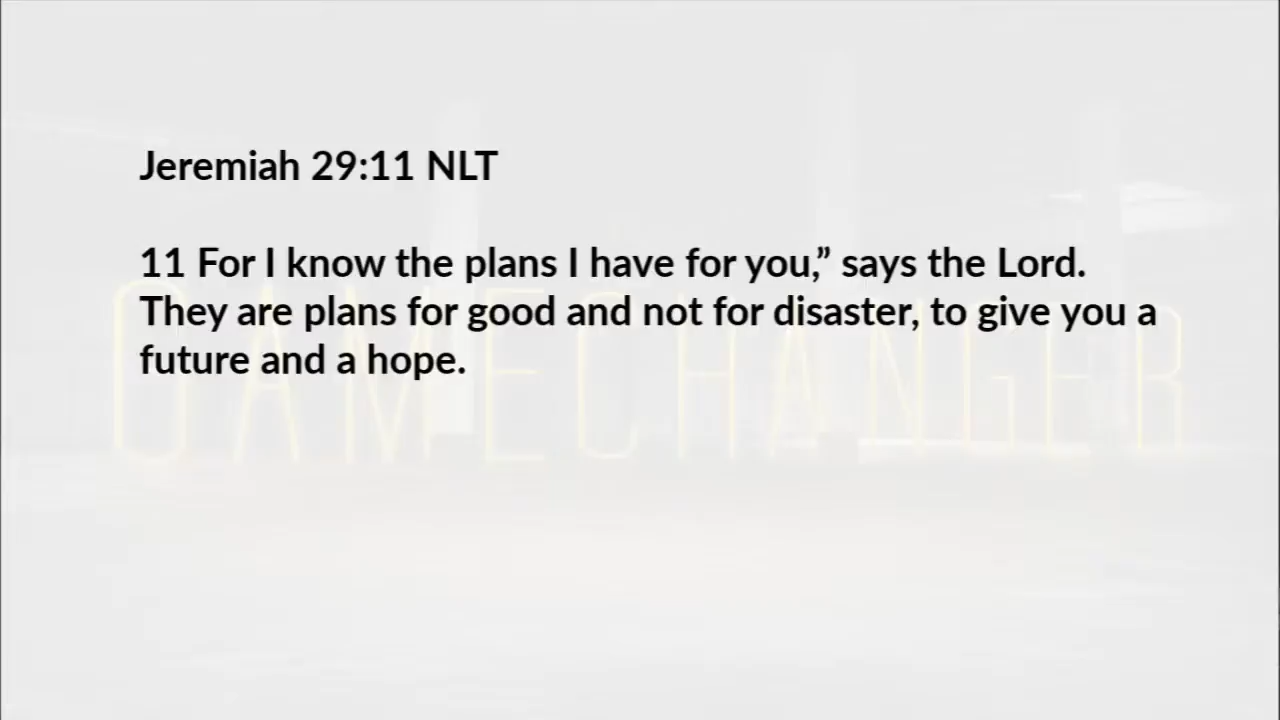 Jeremiah 29:11 NLT
11 For I know the plans I have for you,” says the Lord.
They are plans for good and not for disaster, to give you a
future and a hope.
GAMECHANGER